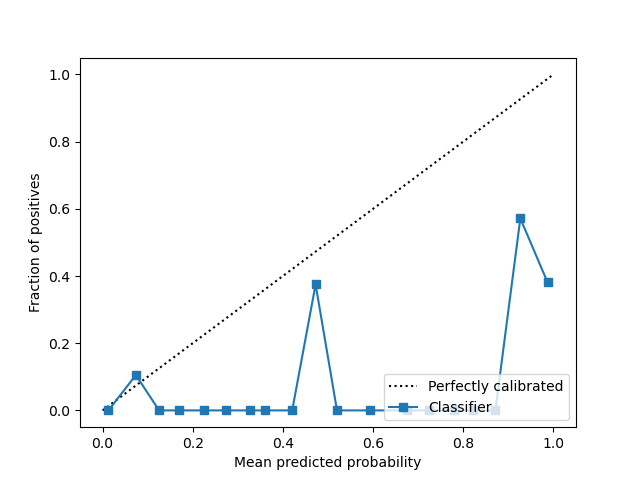 1.0
0.8
0.6
0.4
0.2
0.0
Fraction of positives
Perfectly calibrated
Classifier
0.0 0.2 0.4 0.6 0.8 1.0
Mean predicted probability